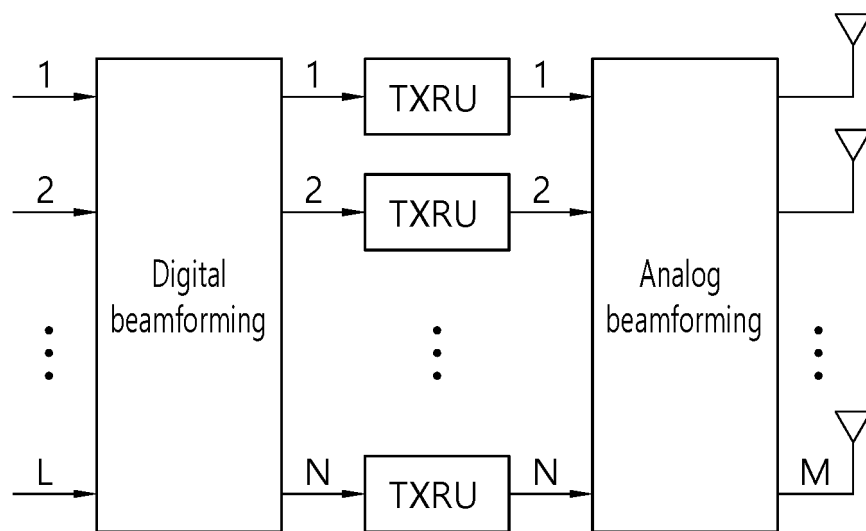 1 1 TXRU 1
2 2 TXRU 2
Digital
beamforming
Analog
beamforming
L N TXRU N M